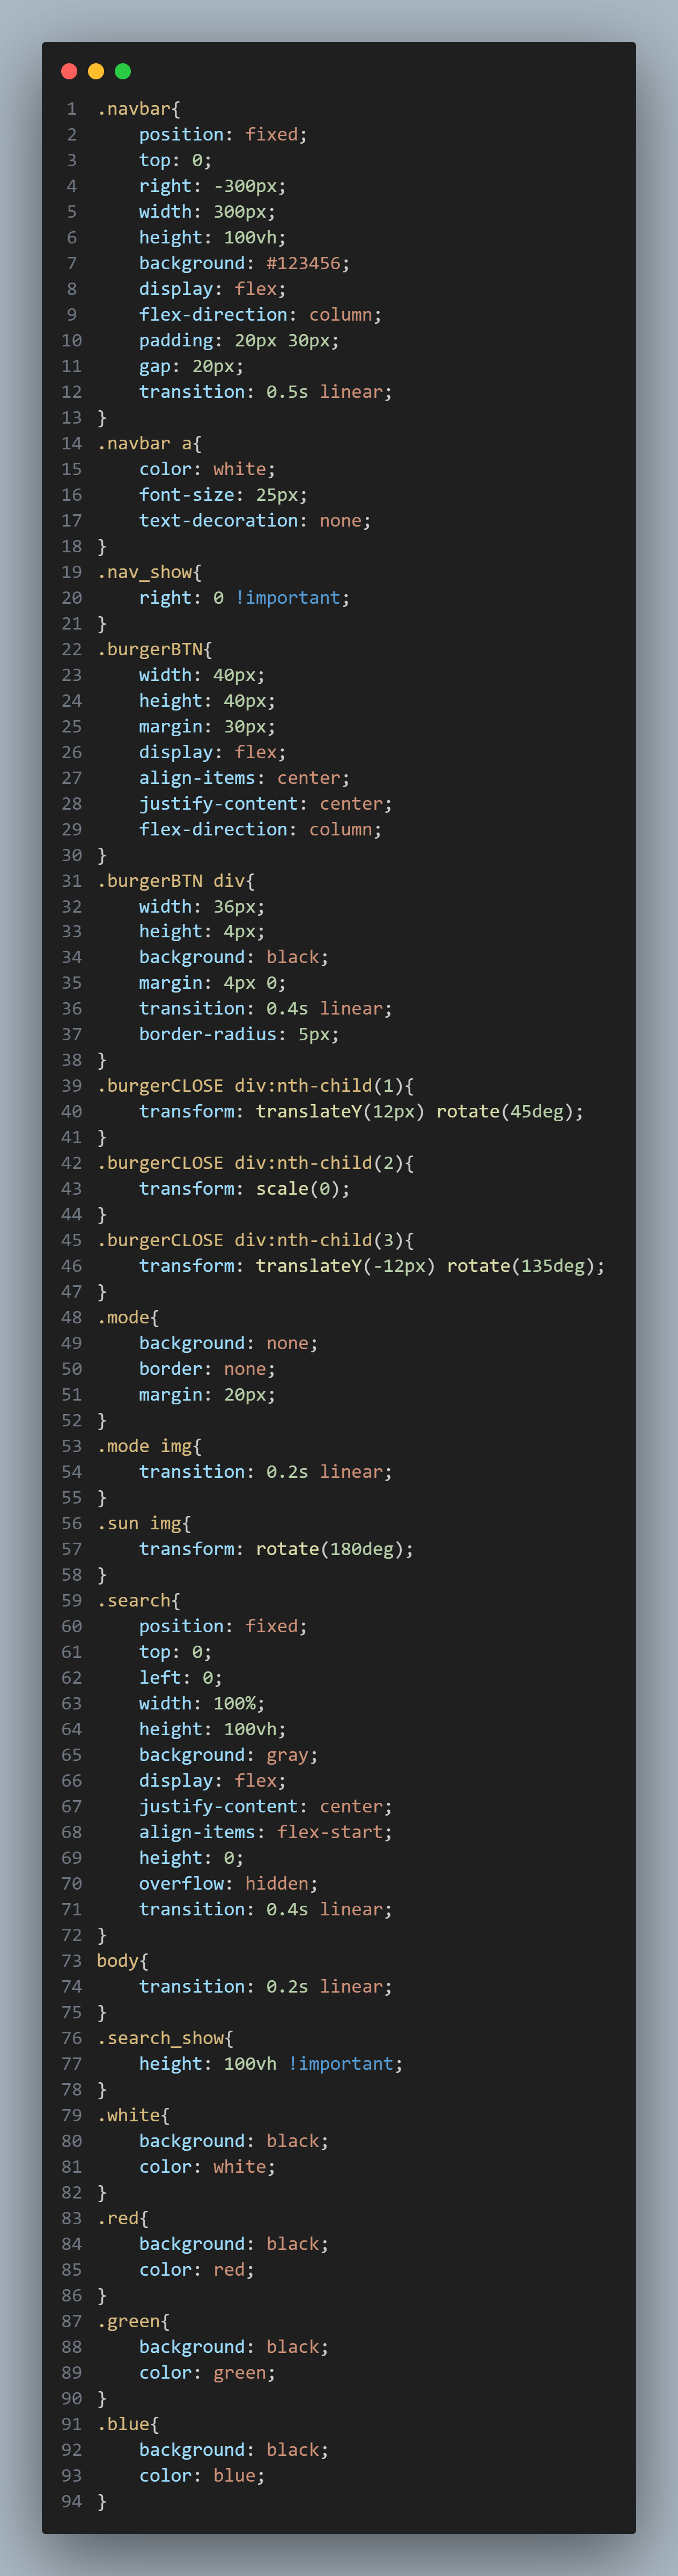 1 .navbar{
2     position: fixed;
3     top: 0;
4     right: -300px;
5     width: 300px;
6     height: 100vh;
7     background: #123456;
8     display: flex;
9     flex-direction: column;
10     padding: 20px 30px;
11     gap: 20px;
12     transition: 0.5s linear;
13 }
14 .navbar a{
15     color: white;
16     font-size: 25px;
17     text-decoration: none;
18 }
19 .nav_show{
20     right: 0 !important;
21 }
22 .burgerBTN{
23     width: 40px;
24     height: 40px;
25     margin: 30px;
26     display: flex;
27     align-items: center;
28     justify-content: center;
29     flex-direction: column;
30 }
31 .burgerBTN div{
32     width: 36px;
33     height: 4px;
34     background: black;
35     margin: 4px 0;
36     transition: 0.4s linear;
37     border-radius: 5px;
38 }
39 .burgerCLOSE div:nth-child(1){
40     transform: translateY(12px) rotate(45deg);
41 }
42 .burgerCLOSE div:nth-child(2){
43     transform: scale(0);
44 }
45 .burgerCLOSE div:nth-child(3){
46     transform: translateY(-12px) rotate(135deg);
47 }
48 .mode{
49     background: none;
50     border: none;
51     margin: 20px;
52 }
53 .mode img{
54     transition: 0.2s linear;
55 }
56 .sun img{
57     transform: rotate(180deg);
58 }
59 .search{
60     position: fixed;
61     top: 0;
62     left: 0;
63     width: 100%;
64     height: 100vh;
65     background: gray;
66     display: flex;
67     justify-content: center;
68     align-items: flex-start;
69     height: 0;
70     overflow: hidden;
71     transition: 0.4s linear;
72 }
73 body{
74     transition: 0.2s linear;
75 }
76 .search_show{
77     height: 100vh !important;
78 }
79 .white{
80     background: black;
81     color: white;
82 }
83 .red{
84     background: black;
85     color: red;
86 }
87 .green{
88     background: black;
89     color: green;
90 }
91 .blue{
92     background: black;
93     color: blue;
94 }